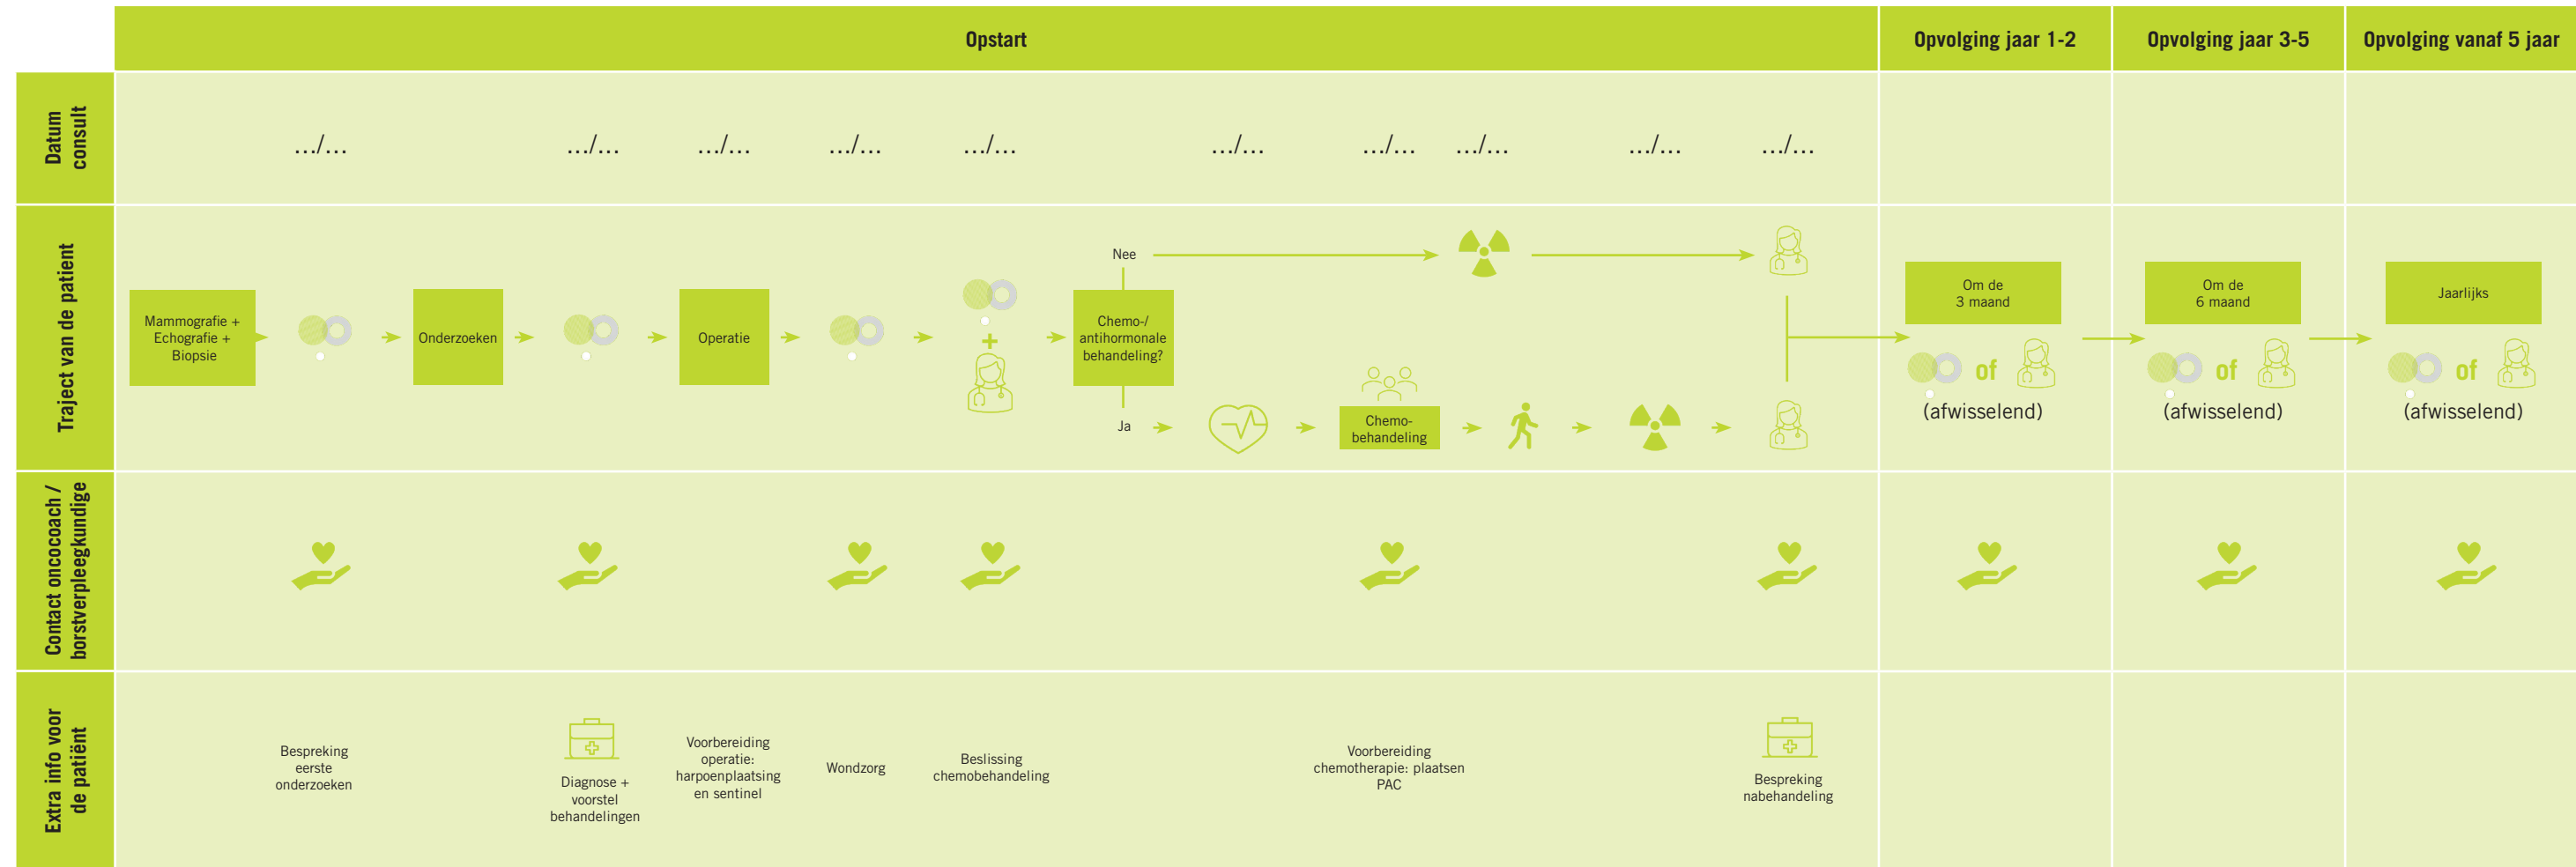 Opstart
Opvolging jaar 1-2
Opvolging jaar 3-5
Opvolging vanaf 5 jaar
Datum
consult
.../...
.../...
.../...
.../...
.../...
.../...
.../...
.../...
.../...
.../...
Traject van de patient
Mammografie +
Echografie +
Biopsie
Onderzoeken
Operatie
+
Nee
Chemo-/
antihormonale
behandeling?
Ja
Chemo-
behandeling
Om de
3 maand
of
(afwisselend)
Om de
6 maand
of
(afwisselend)
Jaarlijks
of
(afwisselend)
Contact oncocoach /
borstverpleegkundige
Extra info voor
de patiënt
Bespreking
eerste
onderzoeken
Diagnose +
voorstel
behandelingen
Voorbereiding
operatie:
harpoenplaatsing
en sentinel
Wondzorg
Beslissing
chemobehandeling
Voorbereiding
chemotherapie: plaatsen
PAC
Bespreking
nabehandeling